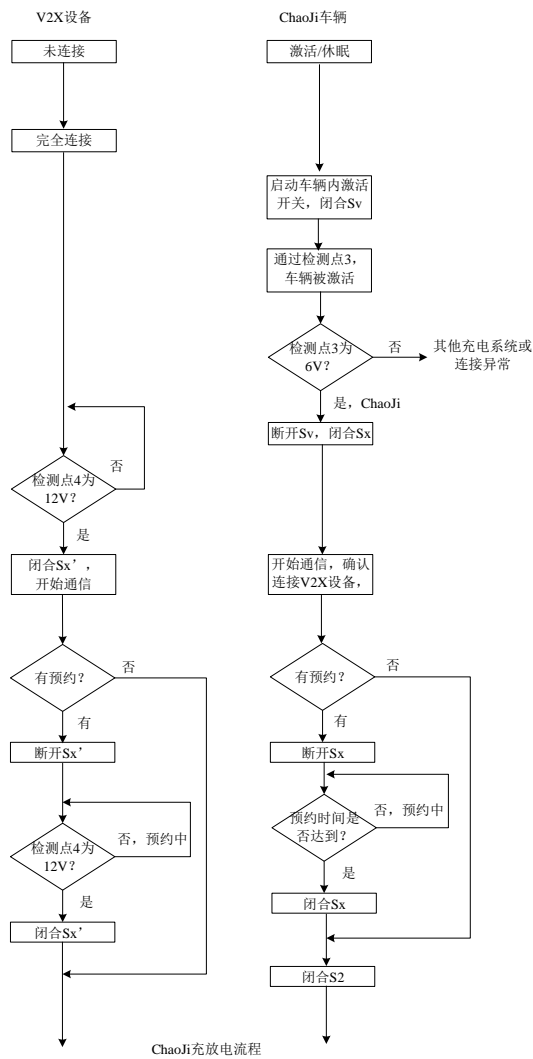 V2X设备
ChaoJi车辆
未连接
激活/休眠
完全连接
启动车辆内激活
开关，闭合Sv
通过检测点3，
车辆被激活
检测点3为
6V？
否
其他充电系统或
连接异常
是，ChaoJi
断开Sv，闭合Sx
否
检测点4为
12V？
是
闭合Sx’，
开始通信
开始通信，确认
连接V2X设备，
有预约？
否
有预约？
否
有
有
断开Sx’
断开Sx
检测点4为
12V？
否，预约中
预约时间是
否达到？
否，预约中
是
是
闭合Sx’
闭合Sx
闭合S2
ChaoJi充放电流程